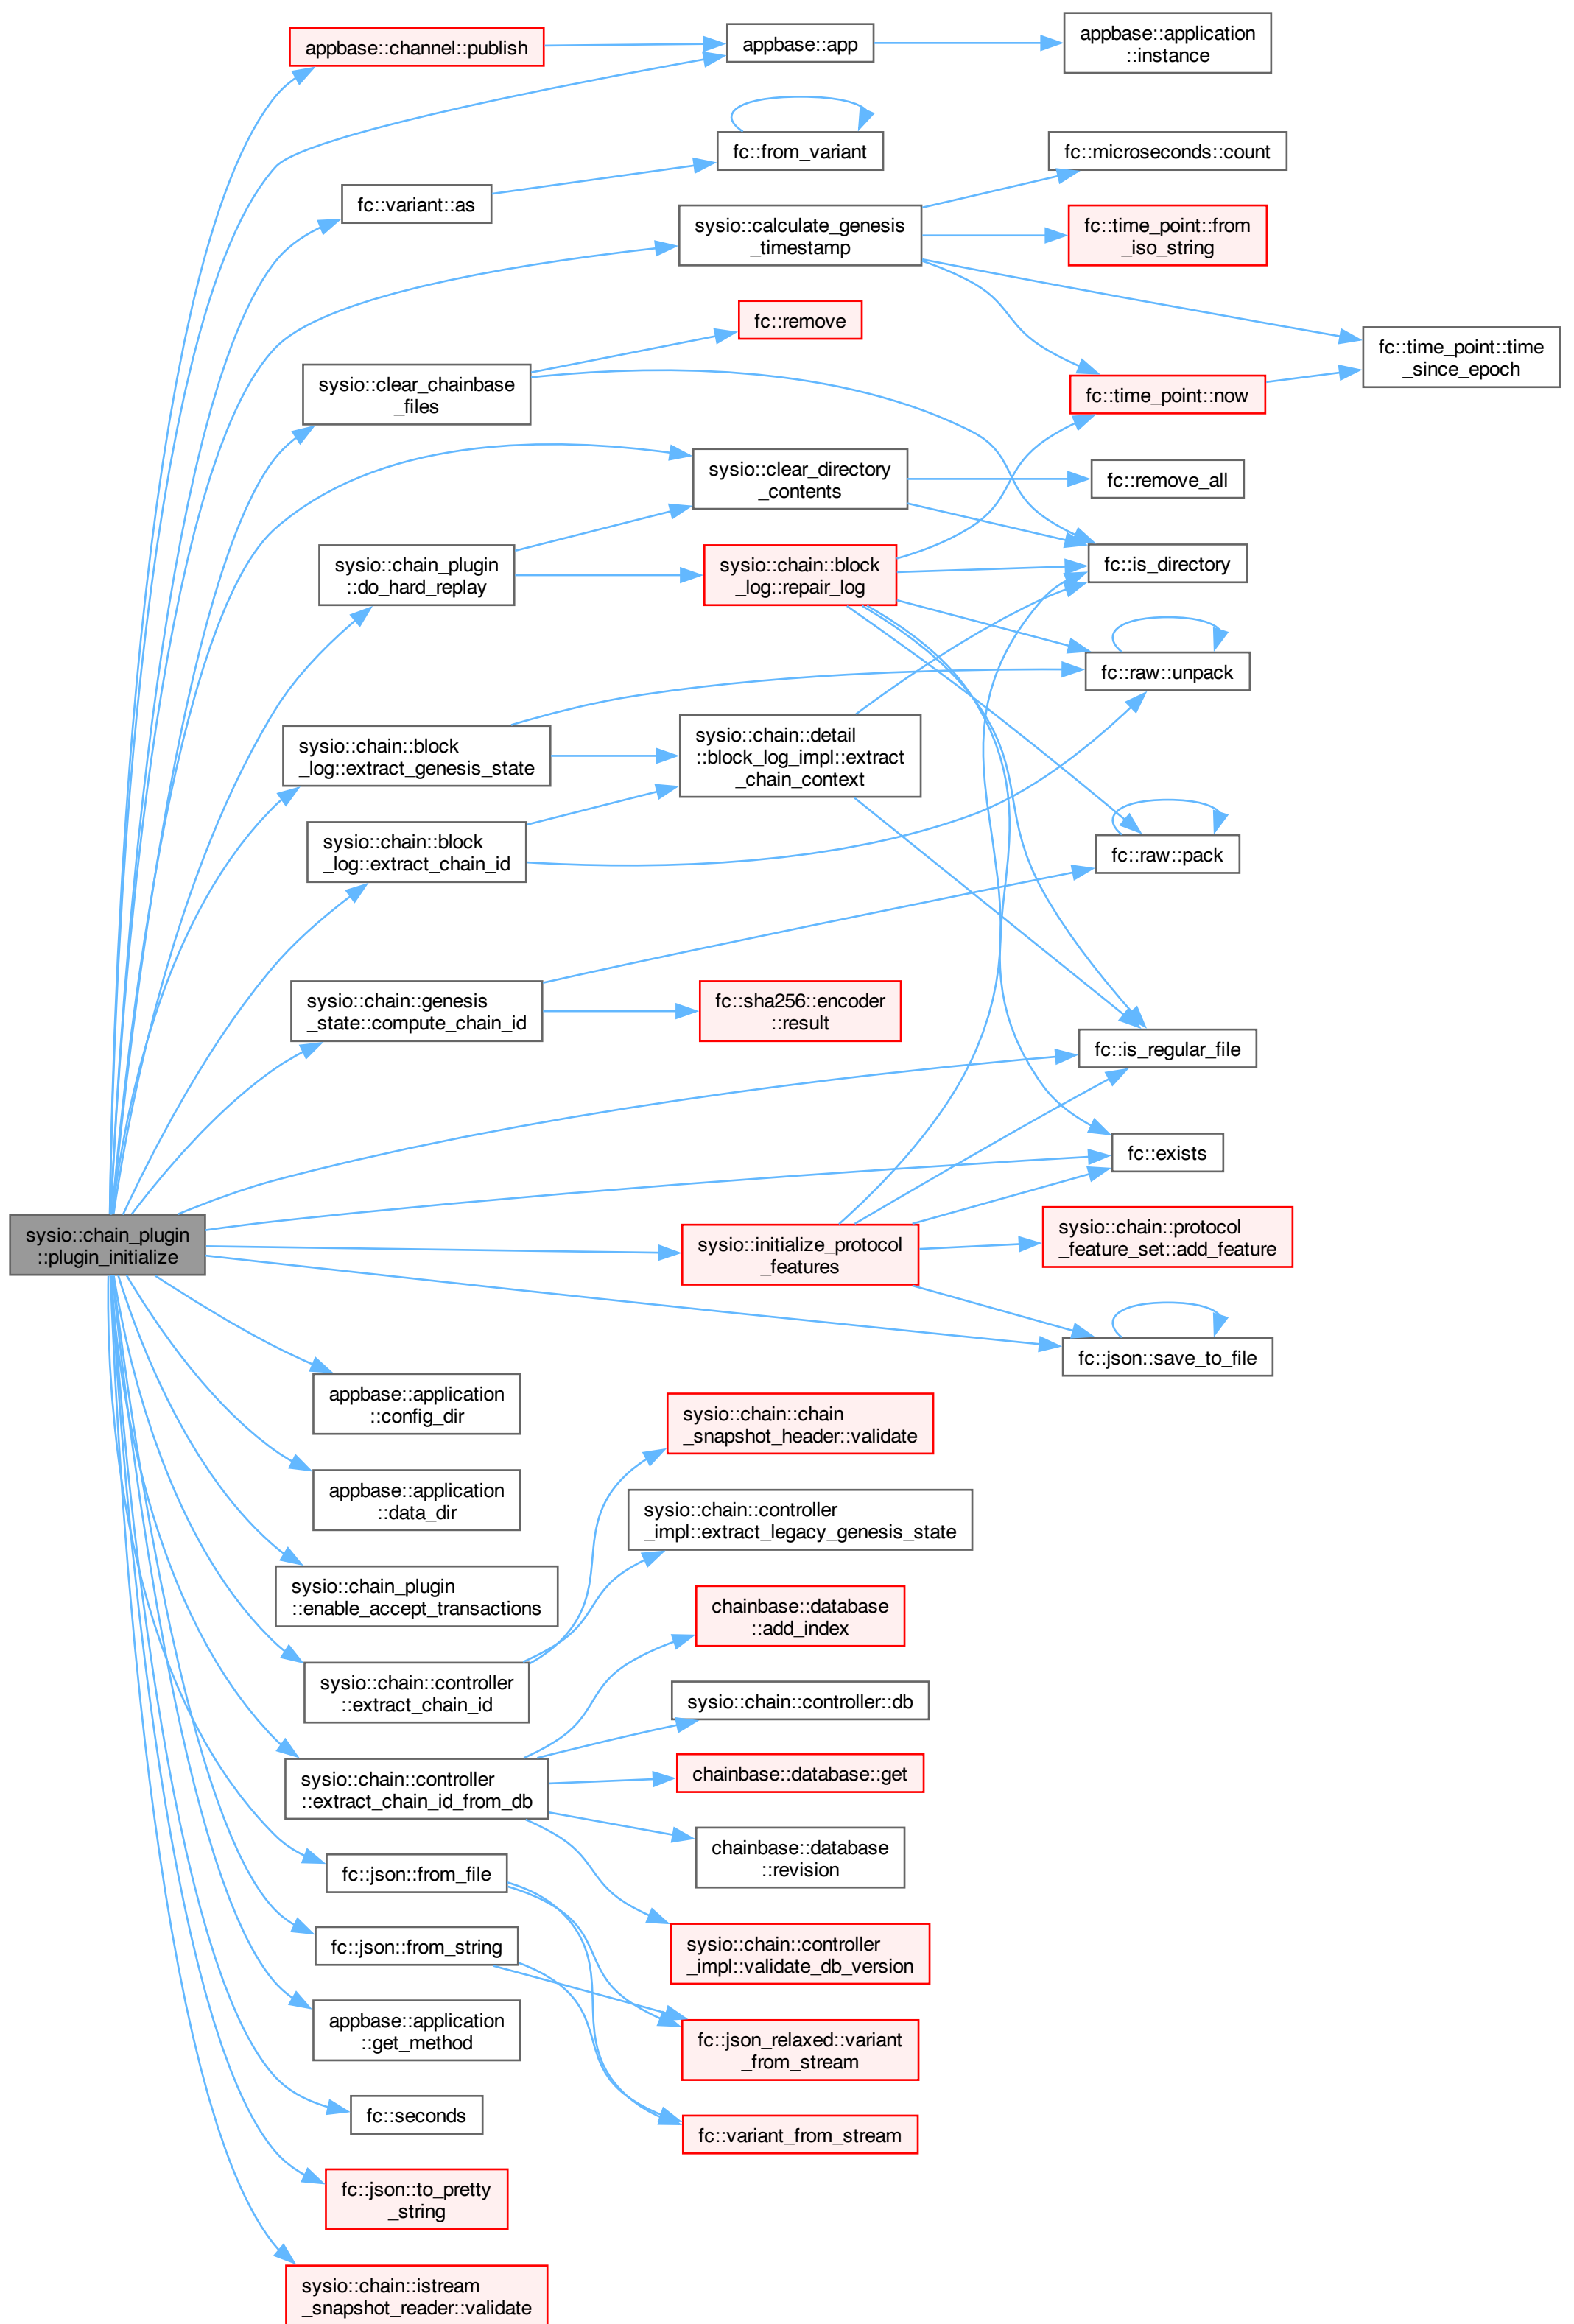 appbase::channel::publish
appbase::app
appbase::application
::instance
fc::from_variant
fc::microseconds::count
fc::variant::as
sysio::calculate_genesis
_timestamp
fc::time_point::from
_iso_string
fc::remove
fc::time_point::time
_since_epoch
sysio::clear_chainbase
_files
fc::time_point::now
sysio::clear_directory
_contents
fc::remove_all
sysio::chain_plugin
::do_hard_replay
sysio::chain::block
_log::repair_log
fc::is_directory
fc::raw::unpack
sysio::chain::block
_log::extract_genesis_state
sysio::chain::detail
::block_log_impl::extract
_chain_context
sysio::chain::block
_log::extract_chain_id
fc::raw::pack
sysio::chain::genesis
_state::compute_chain_id
fc::sha256::encoder
::result
fc::is_regular_file
fc::exists
sysio::chain_plugin
::plugin_initialize
sysio::initialize_protocol
_features
sysio::chain::protocol
_feature_set::add_feature
fc::json::save_to_file
appbase::application
::config_dir
sysio::chain::chain
_snapshot_header::validate
appbase::application
::data_dir
sysio::chain::controller
_impl::extract_legacy_genesis_state
sysio::chain_plugin
::enable_accept_transactions
chainbase::database
::add_index
sysio::chain::controller
::extract_chain_id
sysio::chain::controller::db
chainbase::database::get
sysio::chain::controller
::extract_chain_id_from_db
chainbase::database
::revision
fc::json::from_file
fc::json::from_string
sysio::chain::controller
_impl::validate_db_version
appbase::application
::get_method
fc::json_relaxed::variant
_from_stream
fc::seconds
fc::variant_from_stream
fc::json::to_pretty
_string
sysio::chain::istream
_snapshot_reader::validate